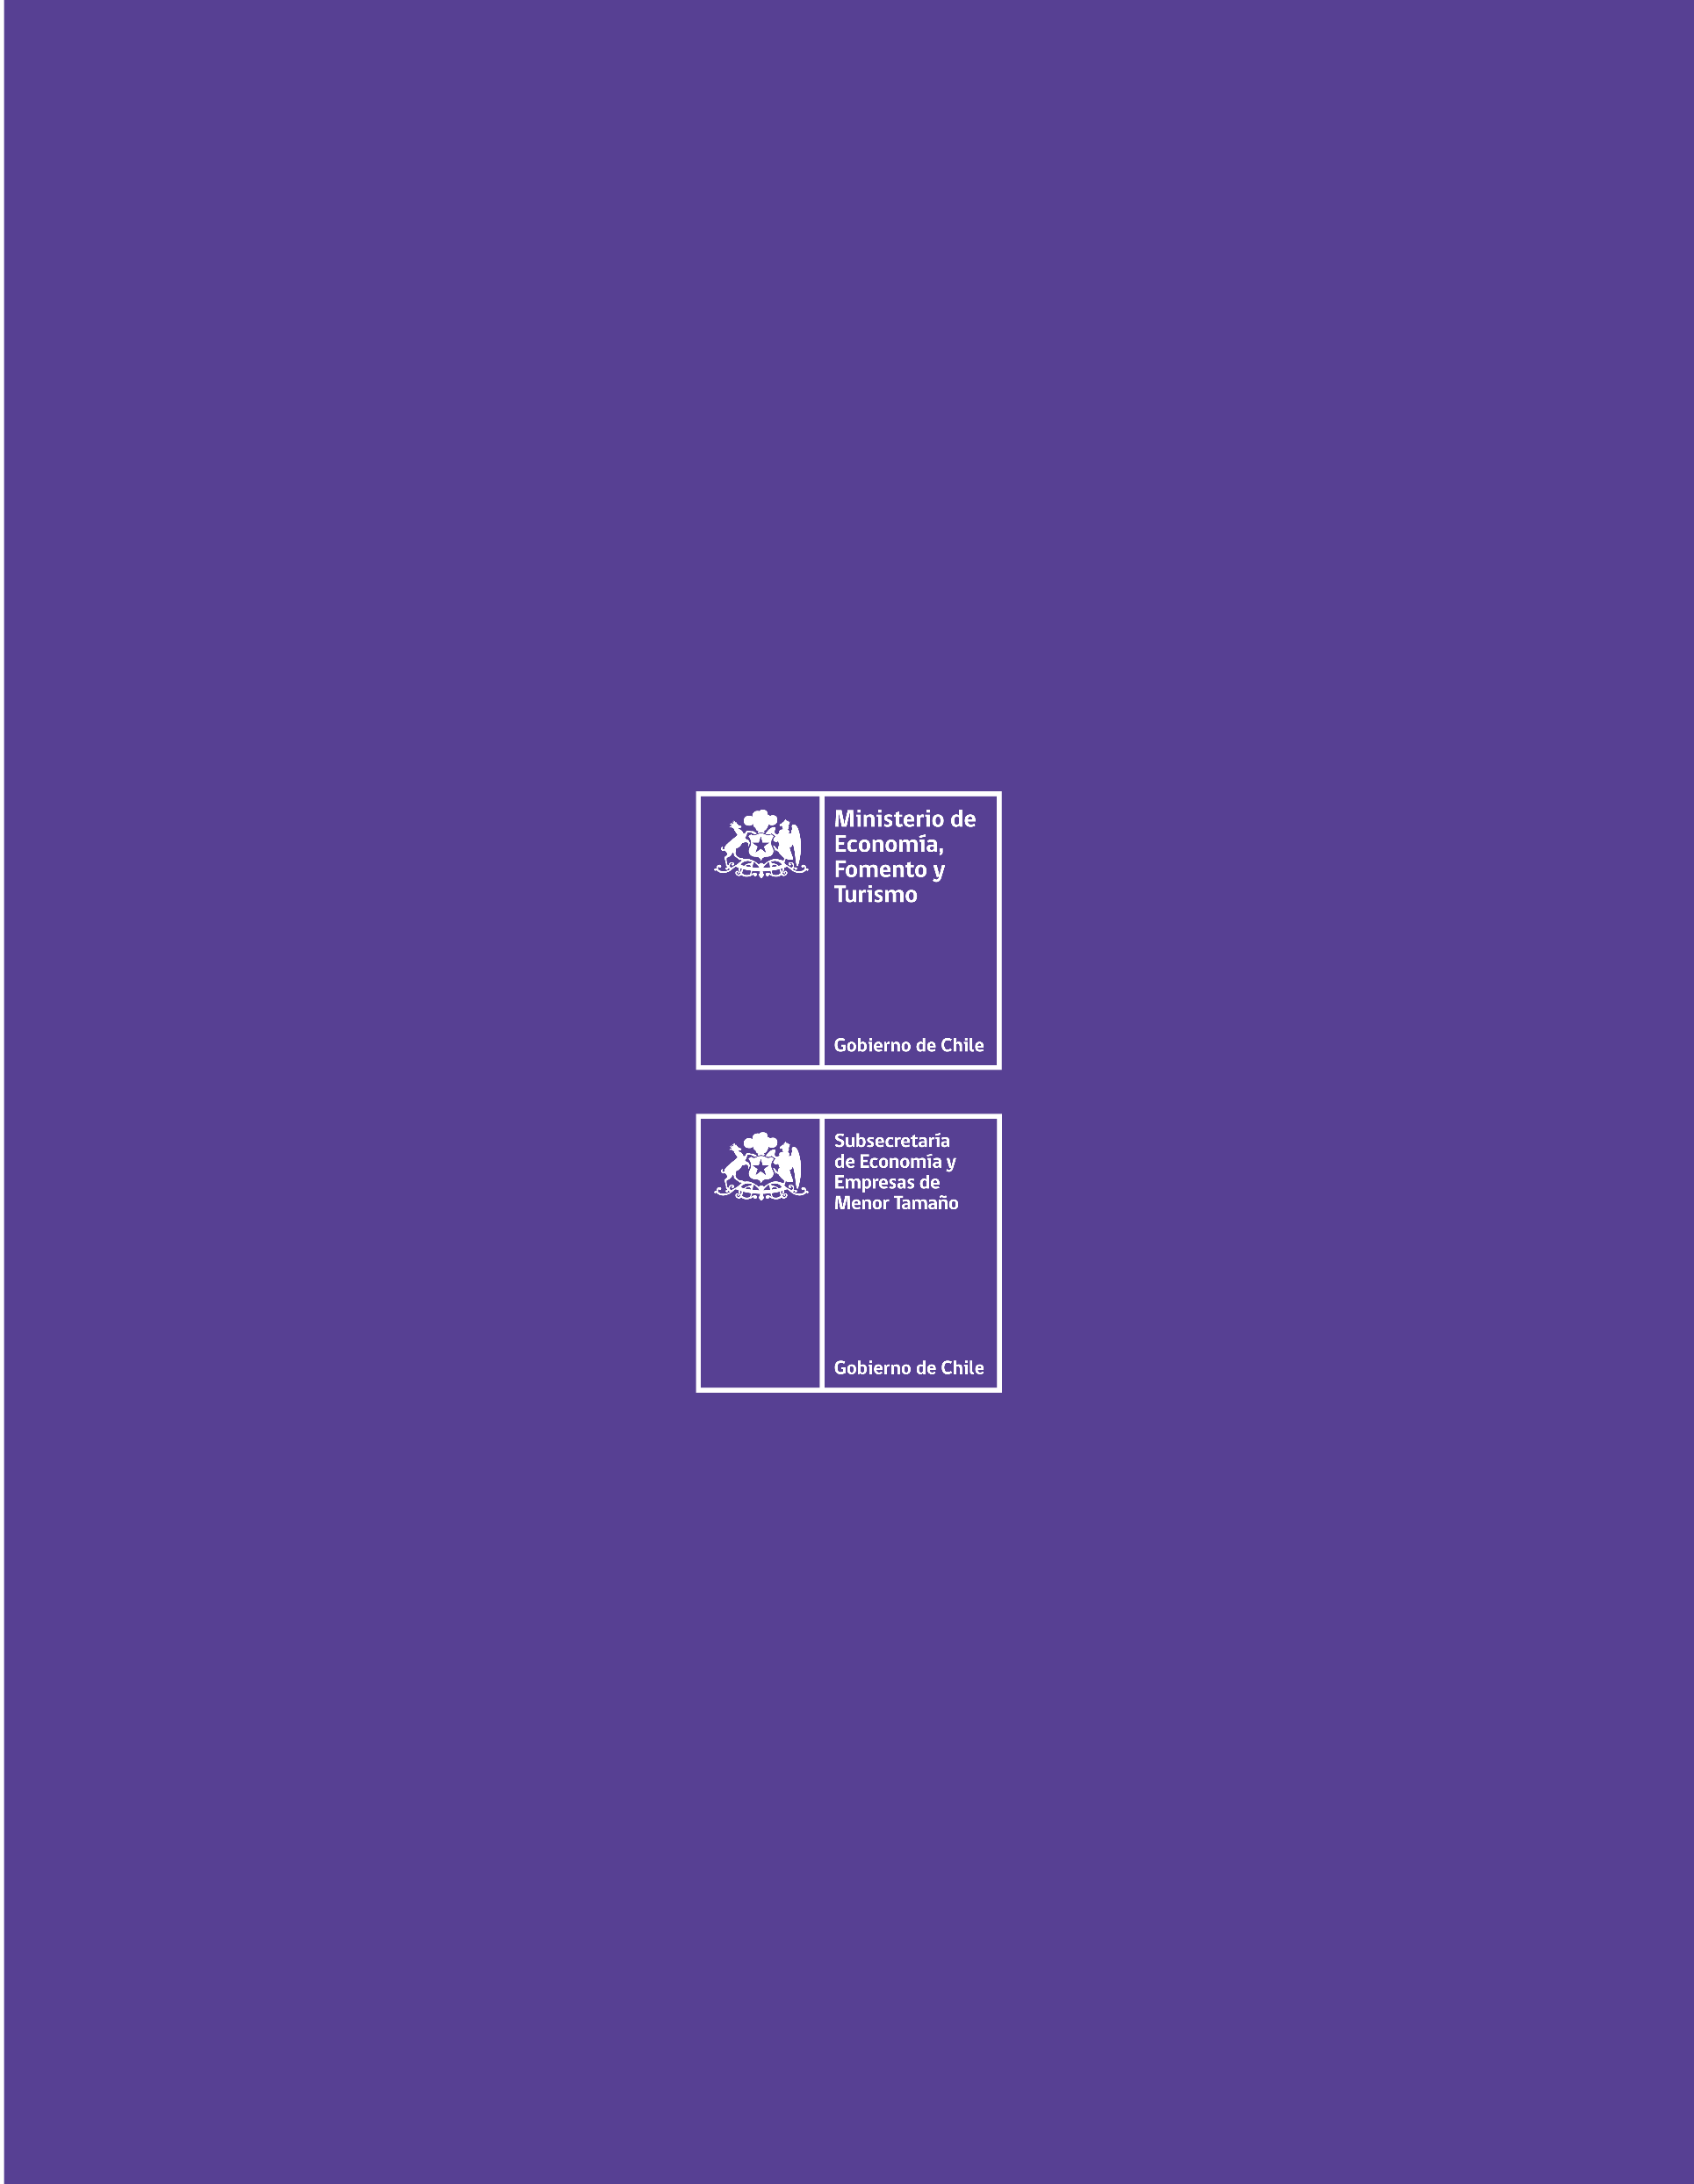 Ministerio de
Economía,
Fomento y
Turismo
Gobierno de Chile
Subsecretaría
de Economía y
Empresas de
Menor Tamaño
Gobierno de Chile